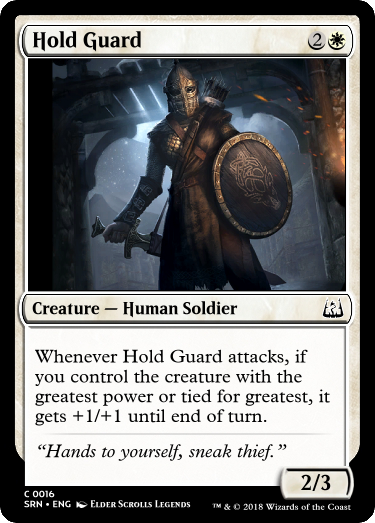 Hold Guard 2
Creature — Human Soldier
Whenever Hold Guard attacks, if
you control the creature with the
greatest power or tied for greatest, it
gets +1/+1 until end of turn.
“Hands to yourself, sneak thief.”
2/3
C 0016
SRN • ENG Elder Scrolls Legends
™ & © 2018 Wizards of the Coast